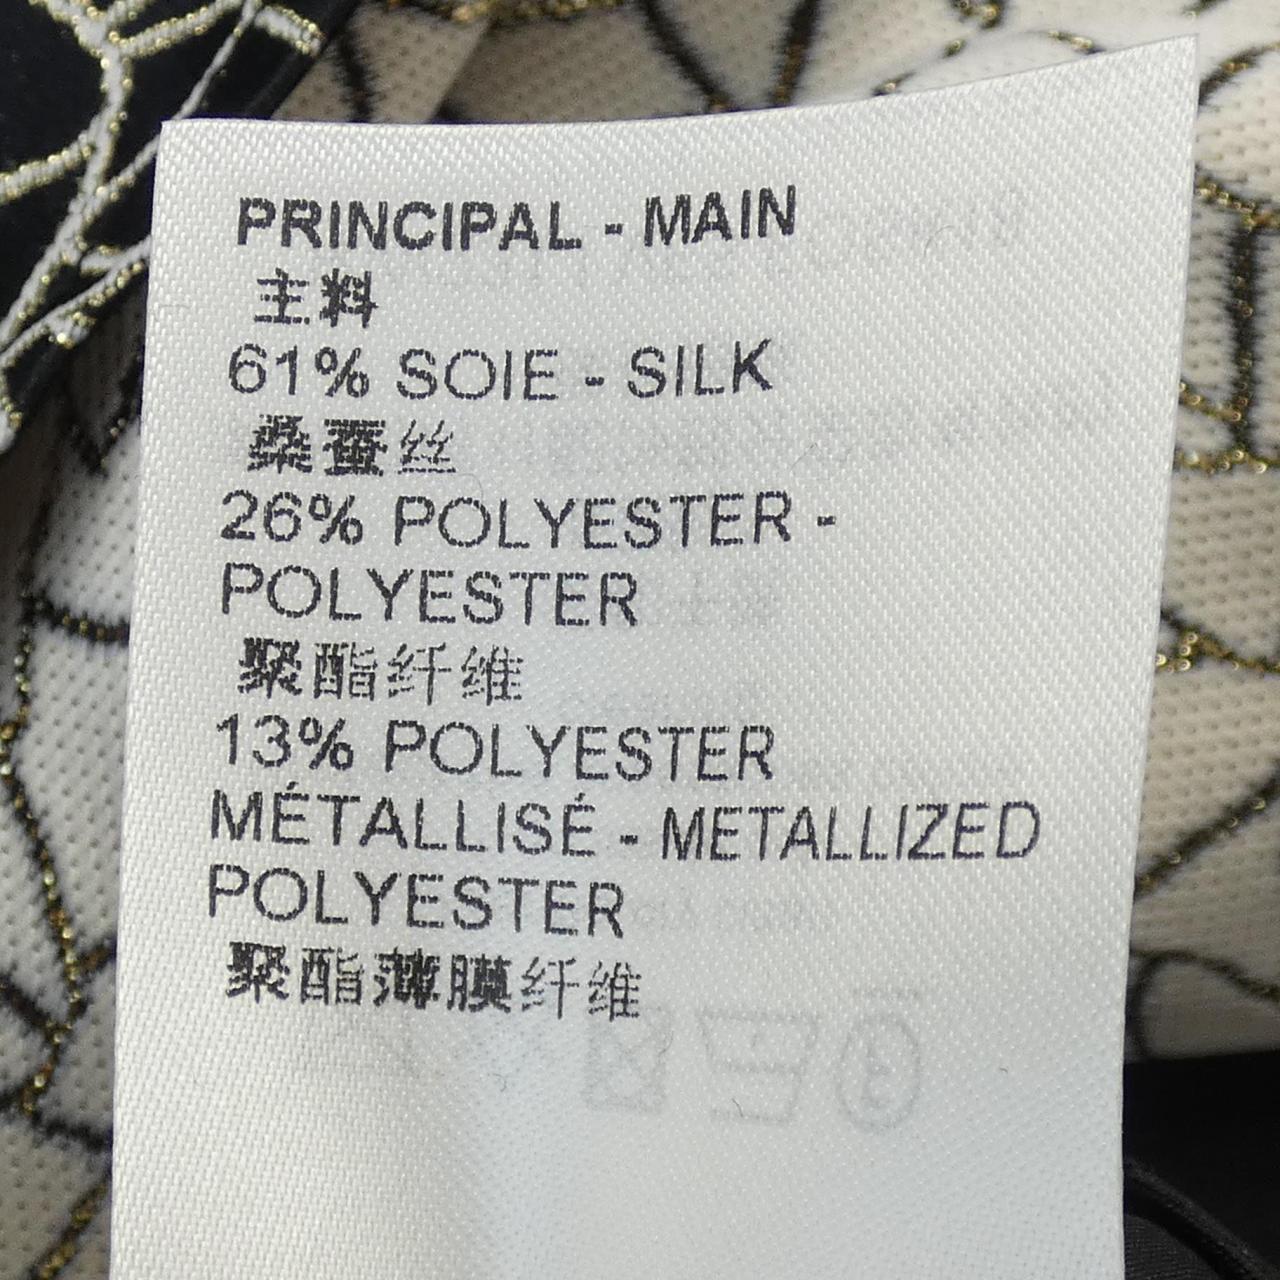 PRINCIPAL - MAIN
主料
61% SOIE - SILK
桑蚕丝
26% POLYESTER -
POLYESTER
聚酯纤维
13% POLYESTER
MÉTALLISÉ - METALLIZED
POLYESTER
聚酯薄膜纤维